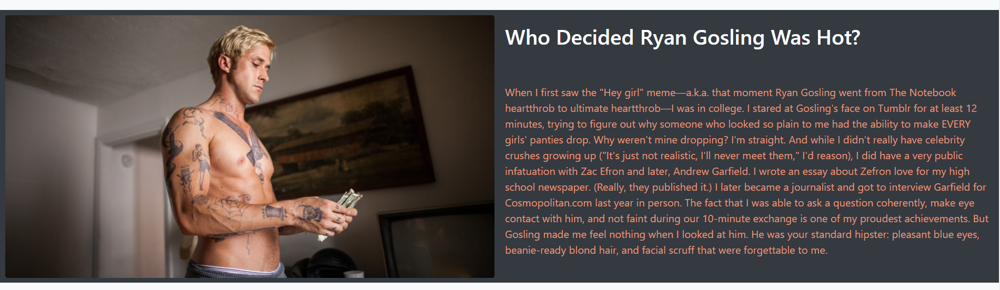 Who Decided Ryan Gosling Was Hot?
When I first saw the "Hey girl" meme—a.k.a. that moment Ryan Gosling went from The Notebook
heartthrob to ultimate heartthrob—I was in college. I stared at Gosling's face on Tumblr for at least 12
minutes, trying to figure out why someone who looked so plain to me had the ability to make EVERY
girls' panties drop. Why weren't mine dropping? I'm straight. And while I didn't really have celebrity
crushes growing up ("It's just not realistic, I'll never meet them," I'd reason), I did have a very public
infatuation with Zac Efron and later, Andrew Garfield. I wrote an essay about Zefron love for my high
school newspaper. (Really, they published it.) I later became a journalist and got to interview Garfield for
Cosmopolitan.com last year in person. The fact that I was able to ask a question coherently, make eye
contact with him, and not faint during our 10-minute exchange is one of my proudest achievements. But
Gosling made me feel nothing when I looked at him. He was your standard hipster: pleasant blue eyes,
beanie-ready blond hair, and facial scruff that were forgettable to me.